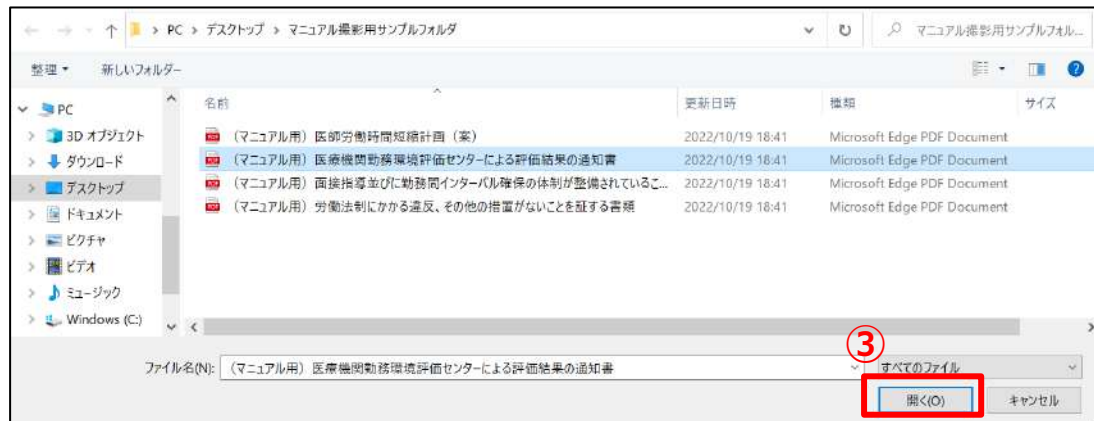 PC › デスクトップ › マニュアル撮影用サンプルフォルダ
マニュアル撮影用サンプルフォル...
整理
新しいフォルダー
PC
3D オブジェクト
ダウンロード
デスクトップ
ドキュメント
ピクチャ
ビデオ
ミュージック
Windows (C:)
名前 更新日時 種類 サイズ
(マニュアル用)医師労働時間短縮計画(案) 2022/10/19 18:41 Microsoft Edge PDF Document
(マニュアル用)医療機関勤務環境評価センターによる評価結果の通知書 2022/10/19 18:41 Microsoft Edge PDF Document
(マニュアル用)面接指導並びに勤務間インターバル確保の体制が整備されているこ... 2022/10/19 18:41 Microsoft Edge PDF Document
(マニュアル用)労働法制にかかる違反、その他の措置がないことを証する書類 2022/10/19 18:41 Microsoft Edge PDF Document
③
ファイル名(N): (マニュアル用)医療機関勤務環境評価センターによる評価結果の通知書 すべてのファイル
開く(O) キャンセル